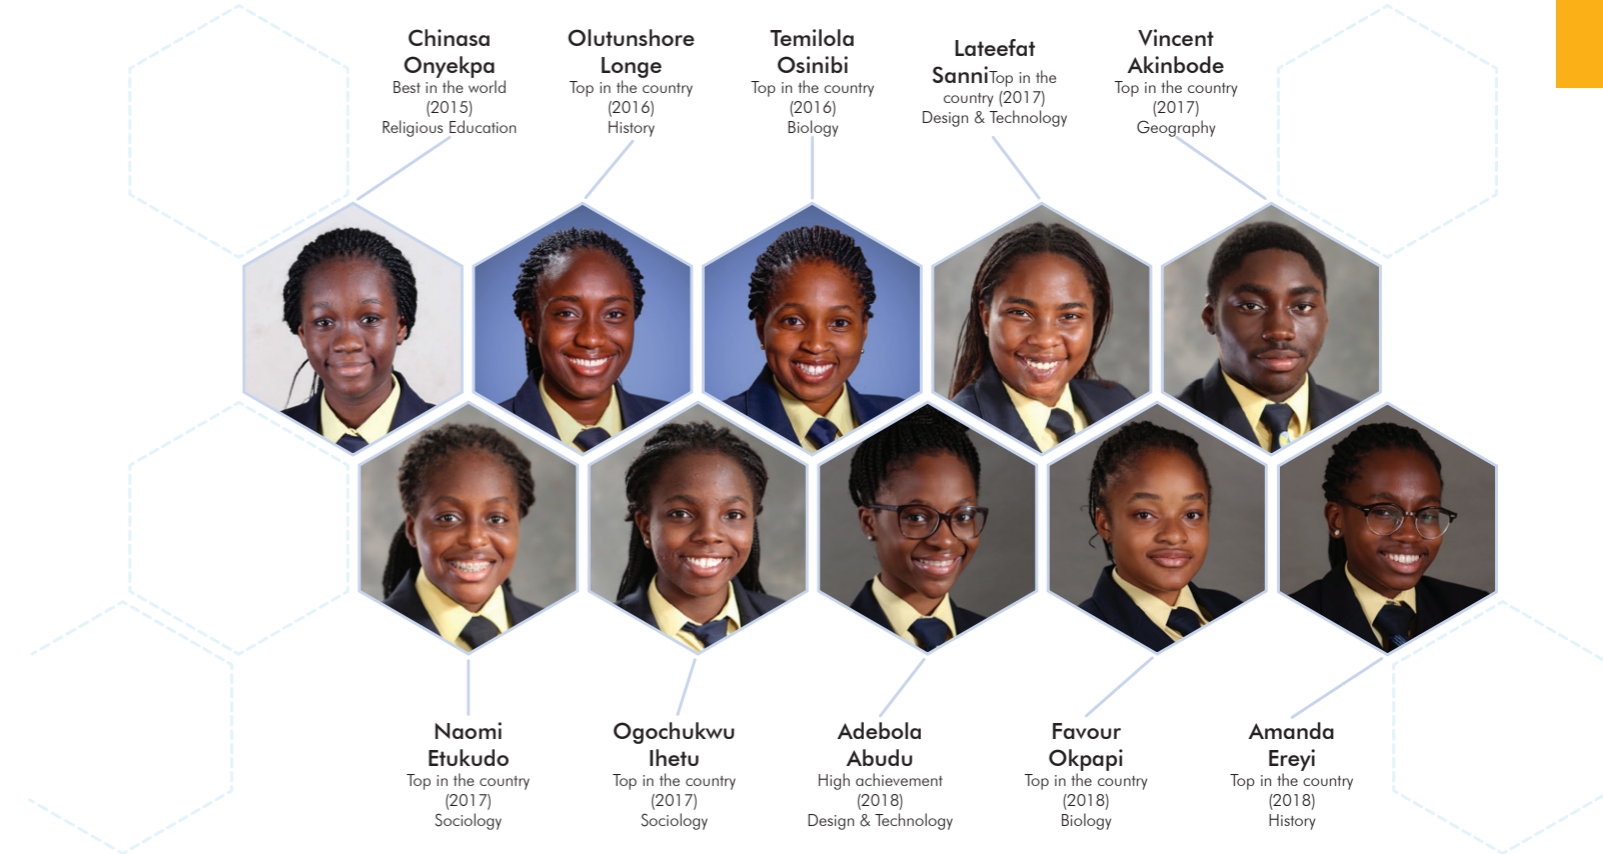 Chinasa
Onyekpa
Best in the world
(2015)
Religious Education
Olutunshore
Longe
Top in the country
(2016)
History
Temilola
Osinibi
Top in the country
(2016)
Biology
Lateefat
SanniTop in the
country (2017)
Design & Technology
Vincent
Akinbode
Top in the country
(2017)
Geography
Naomi
Etukudo
Top in the country
(2017)
Sociology
Ogochukwu
Ihetu
Top in the country
(2017)
Sociology
Adebola
Abudu
High achievement
(2018)
Design & Technology
Favour
Okpapi
Top in the country
(2018)
Biology
Amanda
Ereyi
Top in the country
(2018)
History